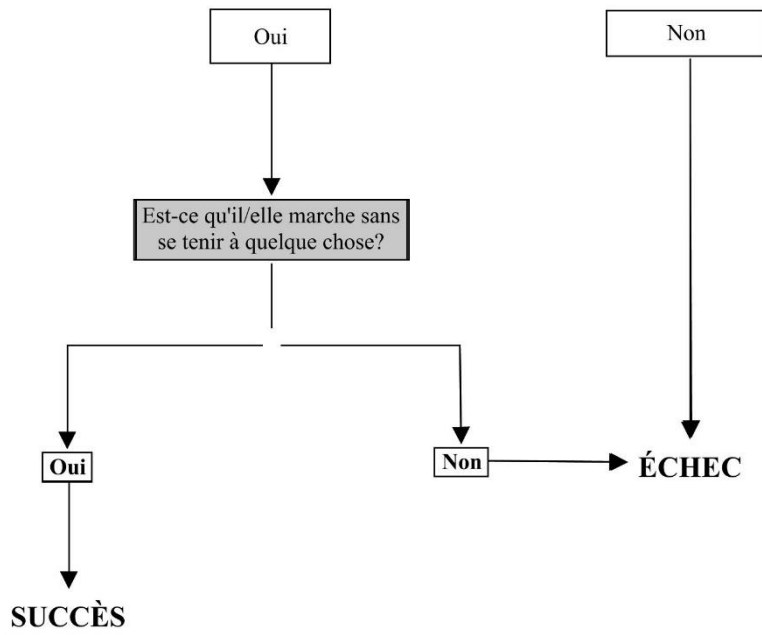 Oui
Non
Est-ce qu'il/elle marche sans
se tenir à quelque chose?
Oui
Non
ÉCHEC
SUCCÈS